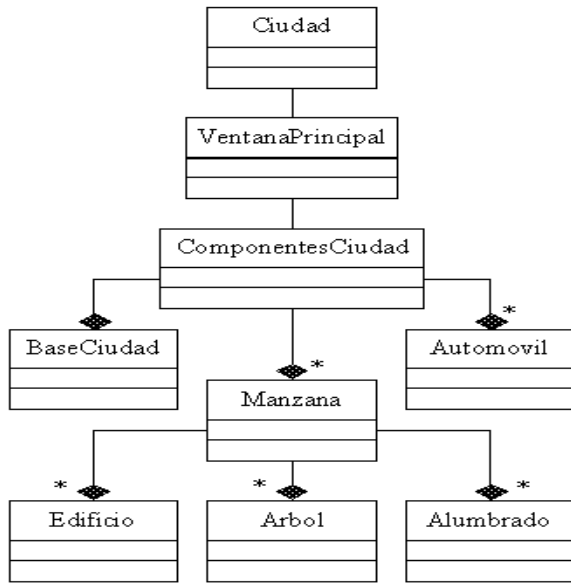 Ciudad
VentanaPrincipal
ComponentesCiudad
*
BaseCiudad
Automovil
*
Manzana
* * *
Edificio
Arbol
Alumbrado